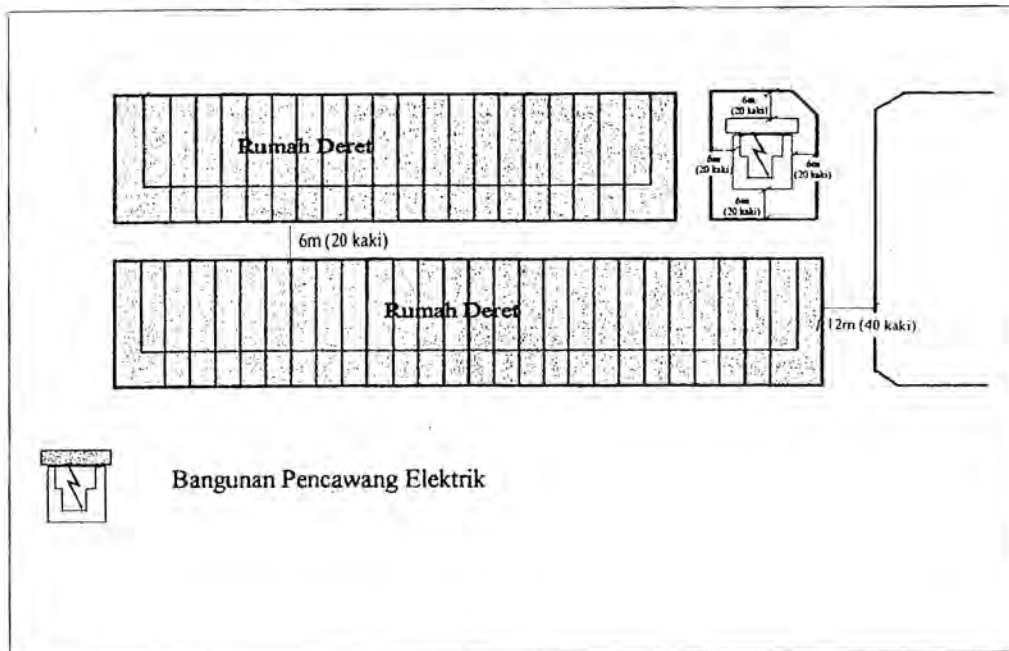 Rumah Deret
6m
(20 kaki)
6m
(20 kaki)
6m
(20 kaki)
6m
(20 kaki)
6m (20 kaki)
Rumah Deret
12m (40 kaki)
Bangunan Pencawang Elektrik